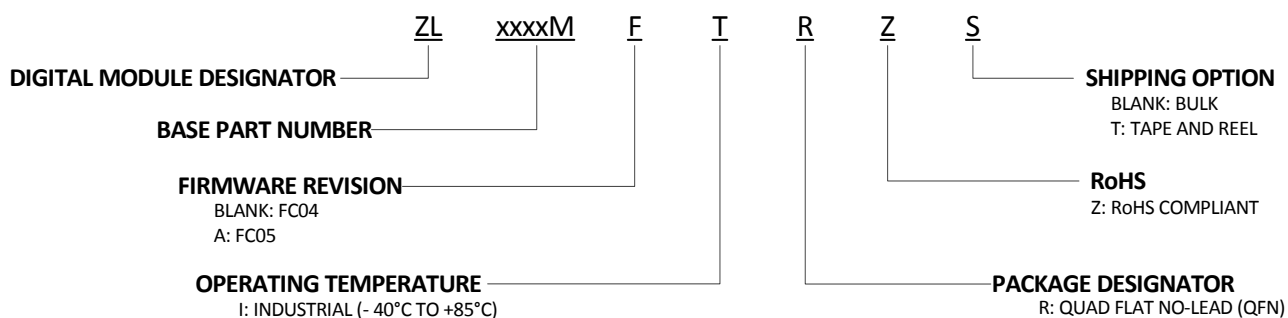 ZL xxxxM F T R Z S
DIGITAL MODULE DESIGNATOR
SHIPPING OPTION
BLANK: BULK
T: TAPE AND REEL
BASE PART NUMBER
FIRMWARE REVISION
BLANK: FC04
A: FC05
RoHS
Z: RoHS COMPLIANT
OPERATING TEMPERATURE
I: INDUSTRIAL (- 40°C TO +85°C)
PACKAGE DESIGNATOR
R: QUAD FLAT NO-LEAD (QFN)